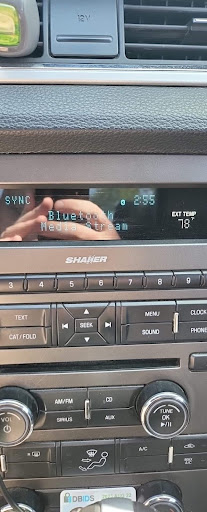 12V
SYNC 2:55
Bluetooth
Media Stream
EXT TEMP
78°
SHAKER
3 4 5 6 7 8 9
TEXT MENU CLOCK
SEEK
CAT/FOLD SOUND PHONE
AM/FM CD
SIRIUS AUX
VOL
TUNE
OK
A/C
DBIDS